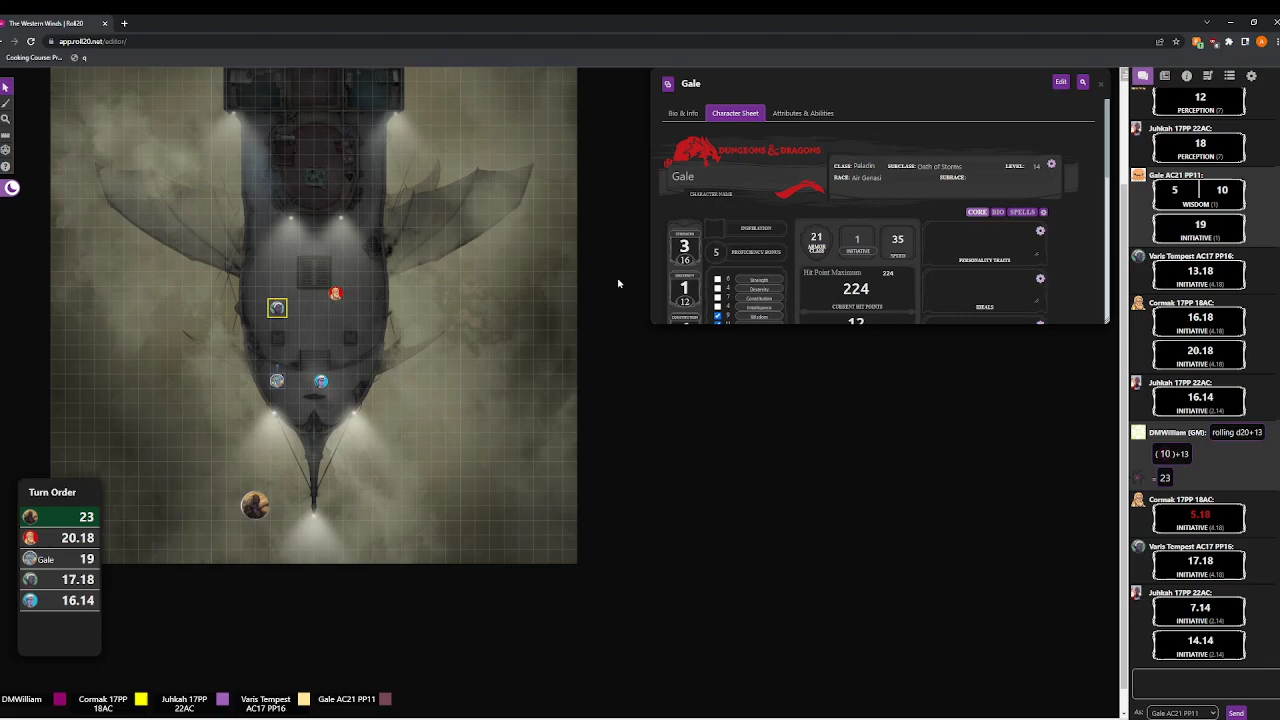 The Western Winds | Roll20
app.roll20.net/editor/
Cooking Course: Pr...
q
Turn Order
23
20.18
Gale 19
17.18
16.14
DMWilliam
Cormak 17PP
18AC
Juhkah 17PP
22AC
Varis Tempest
AC17 PP16
Gale AC21 PP11
Gale
Edit
Bio & Info
Character Sheet
Attributes & Abilities
DUNGEONS & DRAGONS
Gale
CHARACTER NAME
CLASS: Paladin
SUBCLASS: Oath of Storms
LEVEL: 14
RACE: Air Genasi
SUBRACE:
CORE BIO SPELLS
STRENGTH
3
16
DEXTERITY
1
12
CONSTITUTION
INSPIRATION
5 PROFICIENCY BONUS
6 Strength
4 Dexterity
7 Constitution
4 Intelligence
9 Wisdom
21
ARMOR
CLASS
1
INITIATIVE
35
SPEED
Hit Point Maximum 224
224
CURRENT HIT POINTS
12
PERSONALITY TRAITS
IDEALS
12
PERCEPTION (7)
Juhkah 17PP 22AC:
18
PERCEPTION (7)
Gale AC21 PP11:
5 10
WISDOM (1)
19
INITIATIVE (1)
Varis Tempest AC17 PP16:
13.18
INITIATIVE (4.18)
Cormak 17PP 18AC:
16.18
INITIATIVE (4.18)
20.18
INITIATIVE (4.18)
Juhkah 17PP 22AC:
16.14
INITIATIVE (2.14)
DMWilliam (GM): rolling d20+13
(10)+13
= 23
Cormak 17PP 18AC:
5.18
INITIATIVE (4.18)
Varis Tempest AC17 PP16:
17.18
INITIATIVE (4.18)
Juhkah 17PP 22AC:
7.14
INITIATIVE (2.14)
14.14
INITIATIVE (2.14)
As: Gale AC21 PP11
Send